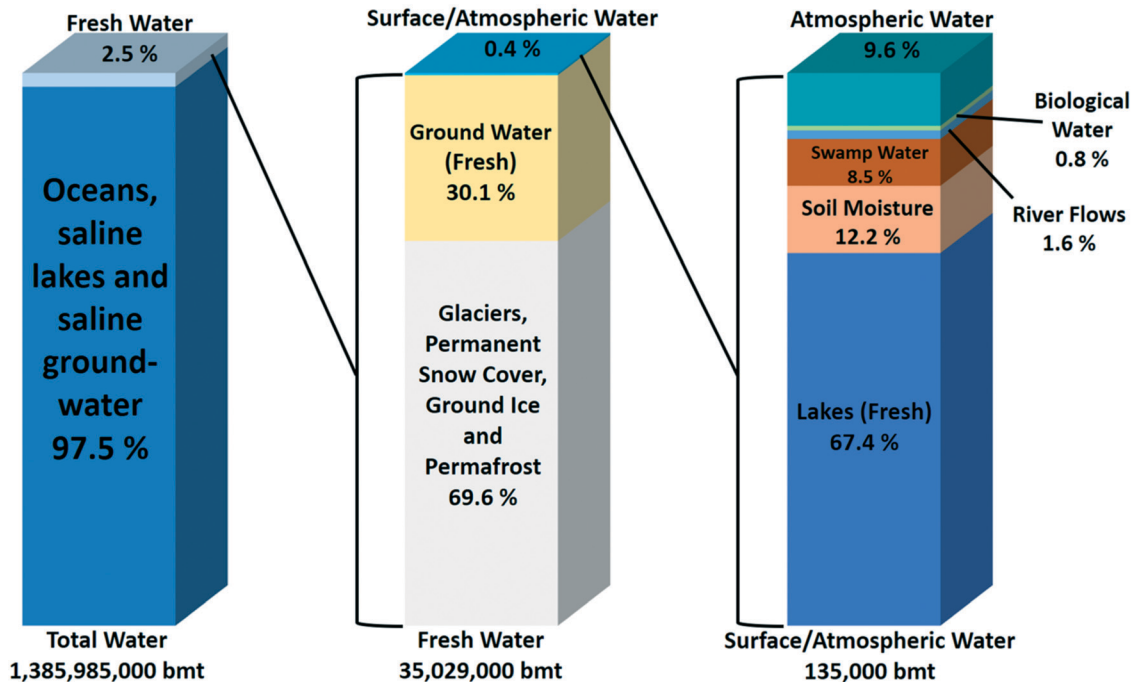 Fresh Water
2.5 %
Oceans,
saline
lakes and
saline
ground-
water
97.5 %
Total Water
1,385,985,000 bmt
Surface/Atmospheric Water
0.4 %
Ground Water
(Fresh)
30.1 %
Glaciers,
Permanent
Snow Cover,
Ground Ice
and
Permafrost
69.6 %
Fresh Water
35,029,000 bmt
Atmospheric Water
9.6 %
Biological
Water
0.8 %
River Flows
1.6 %
Swamp Water
8.5 %
Soil Moisture
12.2 %
Lakes (Fresh)
67.4 %
Surface/Atmospheric Water
135,000 bmt